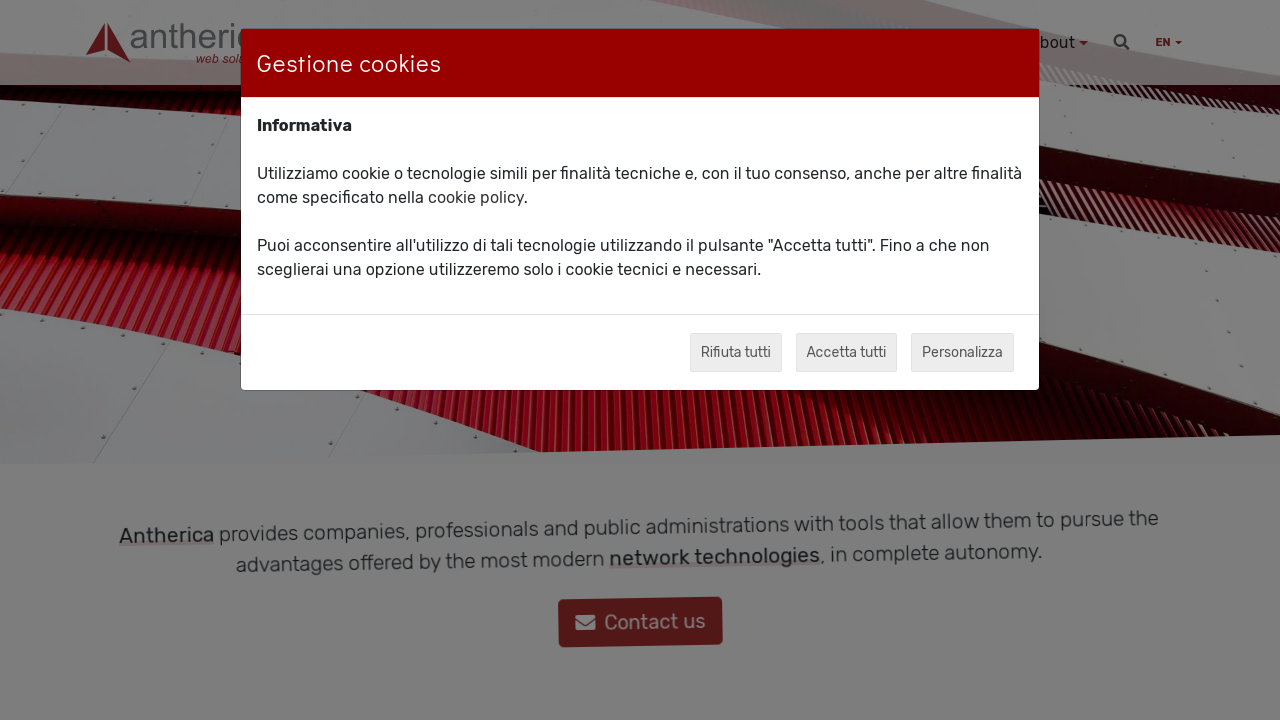 antheric
web solu
bout
EN
Gestione cookies
Informativa
Utilizziamo cookie o tecnologie simili per finalità tecniche e, con il tuo consenso, anche per altre finalità
come specificato nella cookie policy.
Puoi acconsentire all'utilizzo di tali tecnologie utilizzando il pulsante "Accetta tutti". Fino a che non
sceglierai una opzione utilizzeremo solo i cookie tecnici e necessari.
Rifiuta tutti
Accetta tutti
Personalizza
Antherica provides companies, professionals and public administrations with tools that allow them to pursue the
advantages offered by the most modern network technologies, in complete autonomy.
Contact us